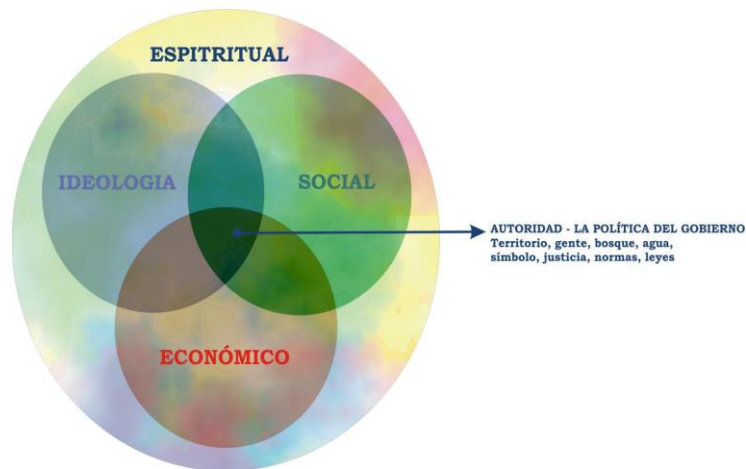 ESPITRITUAL
IDEOLOGIA
SOCIAL
AUTORIDAD - LA POLÍTICA DEL GOBIERNO
Territorio, gente, bosque, agua,
símbolo, justicia, normas, leyes
ECONÓMICO